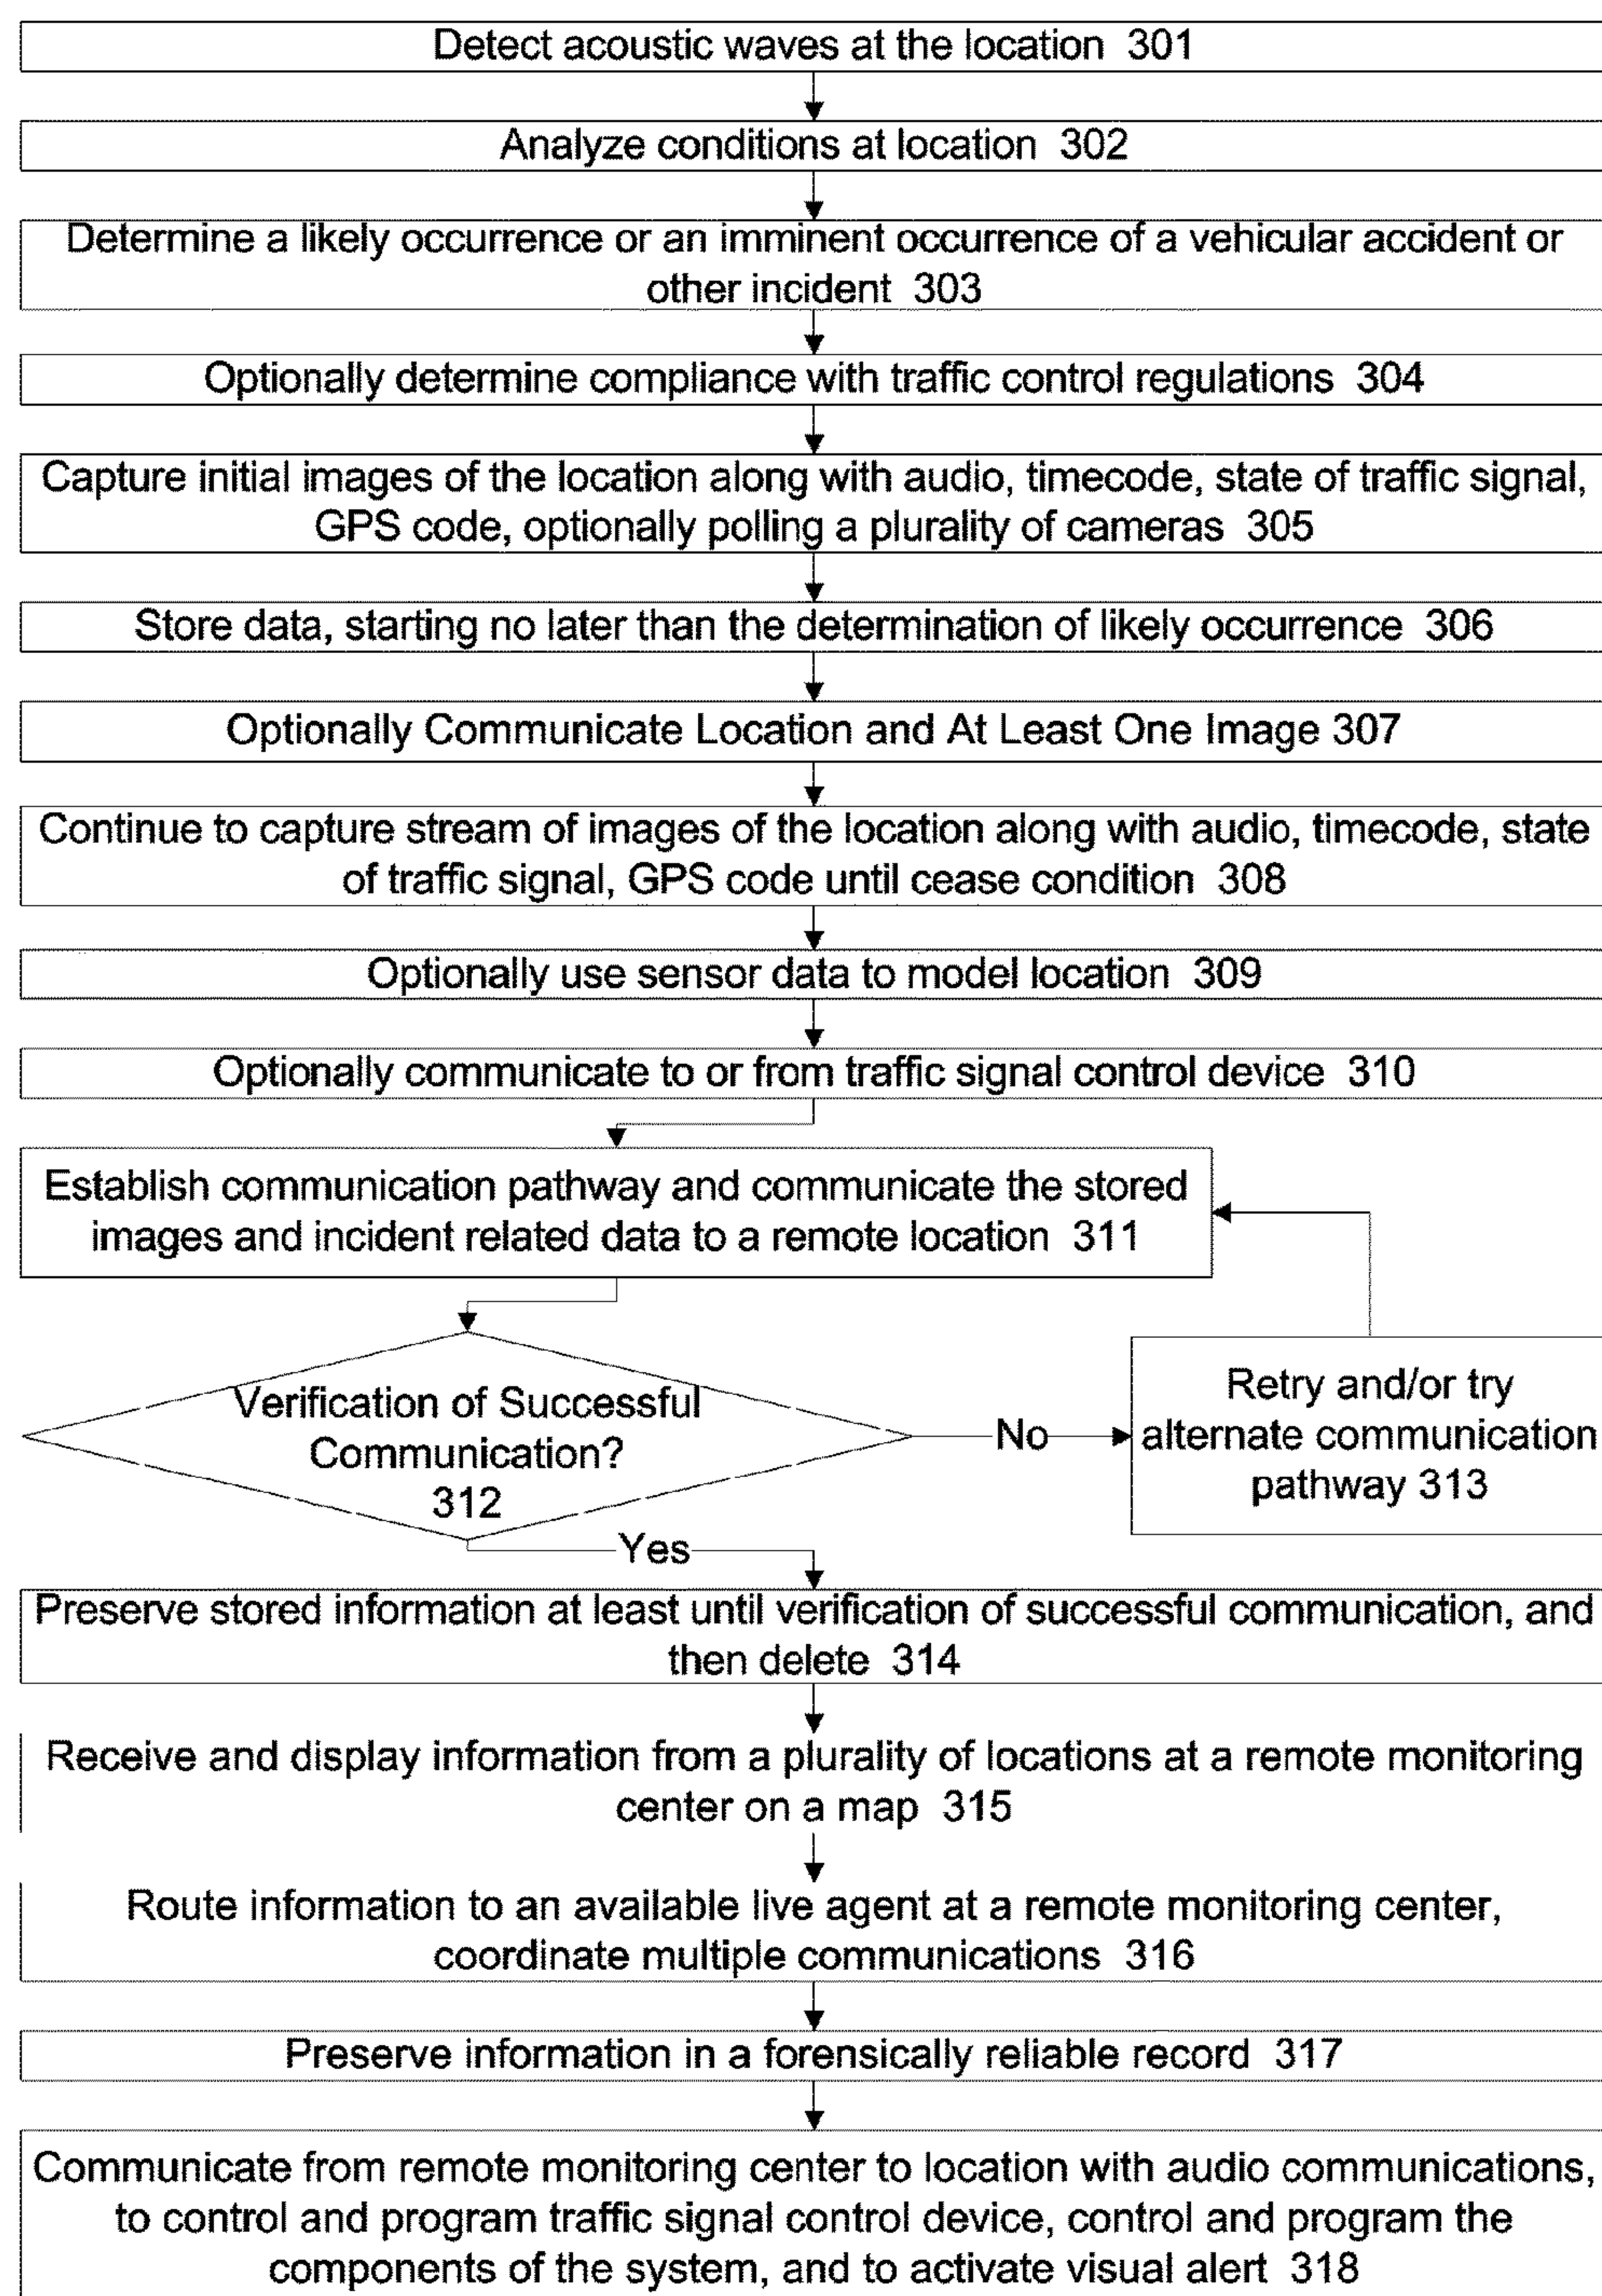 Detect acoustic waves at the location 301
Analyze conditions at location 302
Determine a likely occurrence or an imminent occurrence of a vehicular accident or
other incident 303
Optionally determine compliance with traffic control regulations 304
Capture initial images of the location along with audio, timecode, state of traffic signal,
GPS code, optionally polling a plurality of cameras 305
Store data, starting no later than the determination of likely occurrence 306
Optionally Communicate Location and At Least One Image 307
Continue to capture stream of images of the location along with audio, timecode, state
of traffic signal, GPS code until cease condition 308
Optionally use sensor data to model location 309
Optionally communicate to or from traffic signal control device 310
Establish communication pathway and communicate the stored
images and incident related data to a remote location 311
Verification of Successful
Communication?
312
No
Retry and/or try
alternate communication
pathway 313
Yes
Preserve stored information at least until verification of successful communication, and
then delete 314
Receive and display information from a plurality of locations at a remote monitoring
center on a map 315
Route information to an available live agent at a remote monitoring center,
coordinate multiple communications 316
Preserve information in a forensically reliable record 317
Communicate from remote monitoring center to location with audio communications,
to control and program traffic signal control device, control and program the
components of the system, and to activate visual alert 318